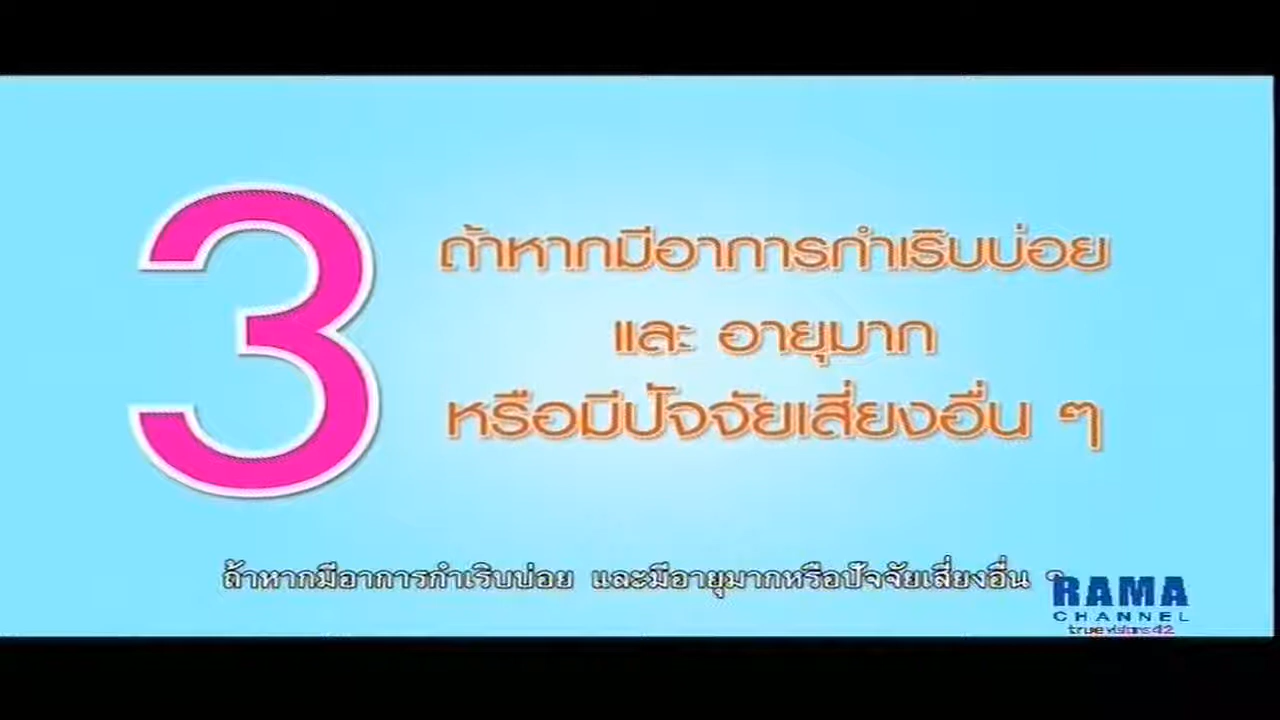 3
ถ้าหากมีอาการกำเริบบ่อย
และ อายุมาก
หรือมีปัจจัยเสี่ยงอื่น ๆ
ถ้าหากมีอาการกำเริบบ่อย และมีอายุมากหรือปัจจัยเสี่ยงอื่น ๆ
RAMA
CHANNEL
truevisions42